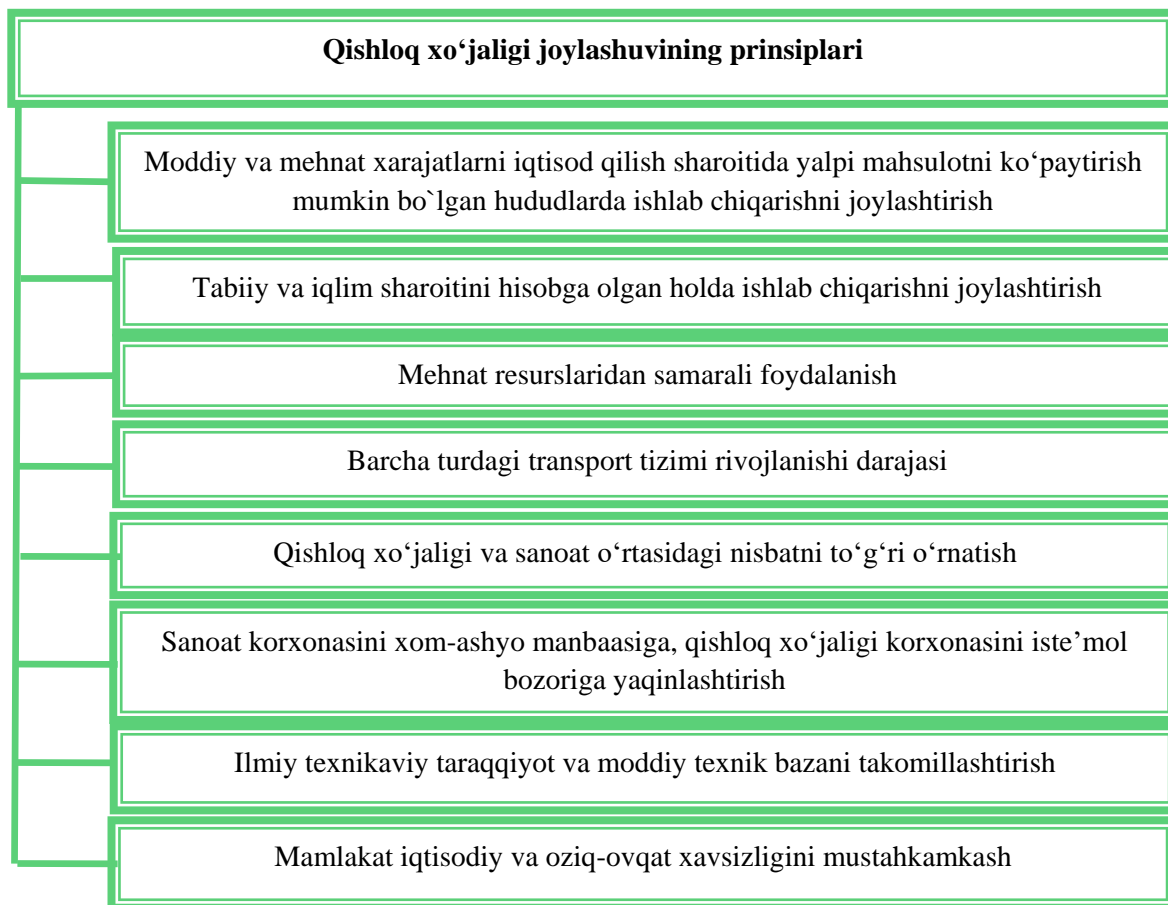 Qishloq xo‘jaligi joylashuvining prinsiplari
Moddiy va mehnat xarajatlarni iqtisod qilish sharoitida yalpi mahsulotni ko‘paytirish
mumkin bo`lgan hududlarda ishlab chiqarishni joylashtirish
Tabiiy va iqlim sharoitini hisobga olgan holda ishlab chiqarishni joylashtirish
Mehnat resurslaridan samarali foydalanish
Barcha turdagi transport tizimi rivojlanishi darajasi
Qishloq xo‘jaligi va sanoat o‘rtasidagi nisbatni to‘g‘ri o‘rnatish
Sanoat korxonasini xom-ashyo manbaasiga, qishloq xo‘jaligi korxonasini iste’mol
bozoriga yaqinlashtirish
Ilmiy texnikaviy taraqqiyot va moddiy texnik bazani takomillashtirish
Mamlakat iqtisodiy va oziq-ovqat xavsizligini mustahkamkash